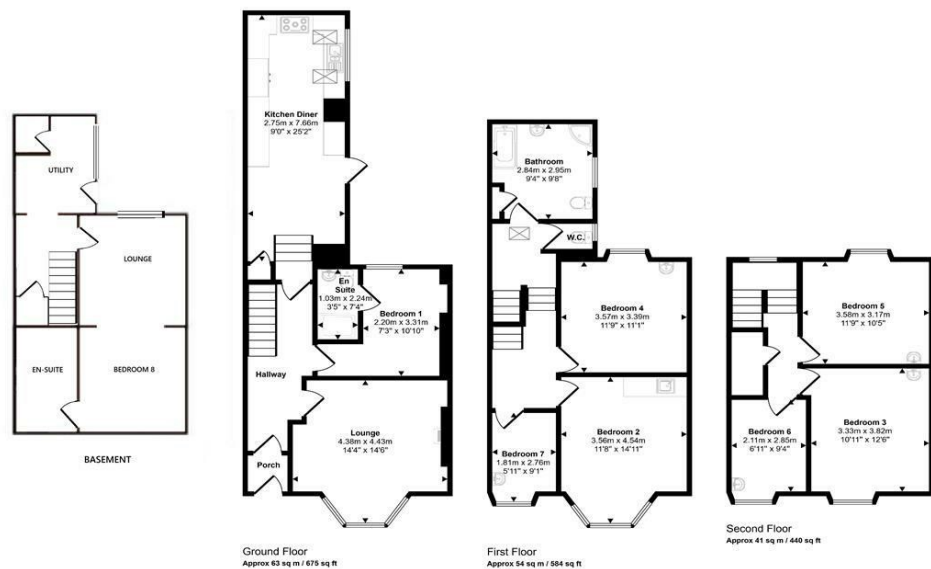 UTILITY
LOUNGE
EN-SUITE
BEDROOM 8
BASEMENT
Kitchen Diner
2.75m x 7.66m
9'0" x 25'2"
En
Suite
1.03m x 2.24m
3'5" x 7'4"
Bedroom 1
2.20m x 3.31m
7'3" x 10'10"
Hallway
Lounge
4.38m x 4.43m
14'4" x 14'6"
Porch
Ground Floor
Approx 63 sq m / 675 sq ft
Bathroom
2.84m x 2.95m
9'4" x 9'8"
W.C.
Bedroom 4
3.57m x 3.39m
11'9" x 11'1"
Bedroom 2
3.56m x 4.54m
11'8" x 14'11"
Bedroom 7
1.81m x 2.76m
5'11" x 9'1"
First Floor
Approx 54 sq m / 584 sq ft
Bedroom 5
3.58m x 3.17m
11'9" x 10'5"
Bedroom 3
3.33m x 3.82m
10'11" x 12'6"
Bedroom 6
2.11m x 2.85m
6'11" x 9'4"
Second Floor
Approx 41 sq m / 440 sq ft